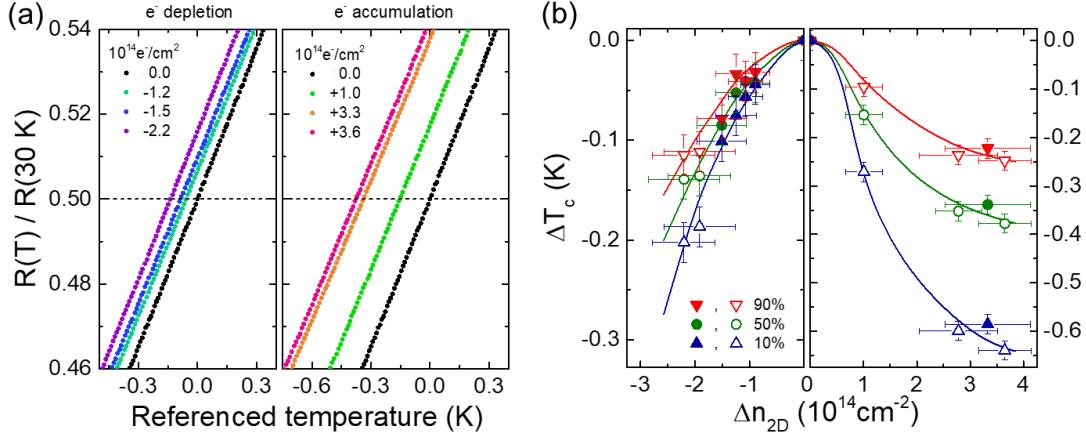 (a)
e⁻ depletion
e⁻ accumulation
R(T) / R(30 K)
0.54
0.52
0.50
0.48
0.46
10¹⁴e⁻/cm²
0.0
-1.2
-1.5
-2.2
10¹⁴e⁻/cm²
0.0
+1.0
+3.3
+3.6
-0.3 0.0 0.3
-0.3 0.0 0.3
Referenced temperature (K)
(b)
ΔT_c (K)
0.0
-0.1
-0.2
-0.3
0.0
-0.1
-0.2
-0.3
-0.4
-0.5
-0.6
, 90%
, 50%
, 10%
-3 -2 -1 0 1 2 3 4
Δn_2D (10¹⁴cm⁻²)